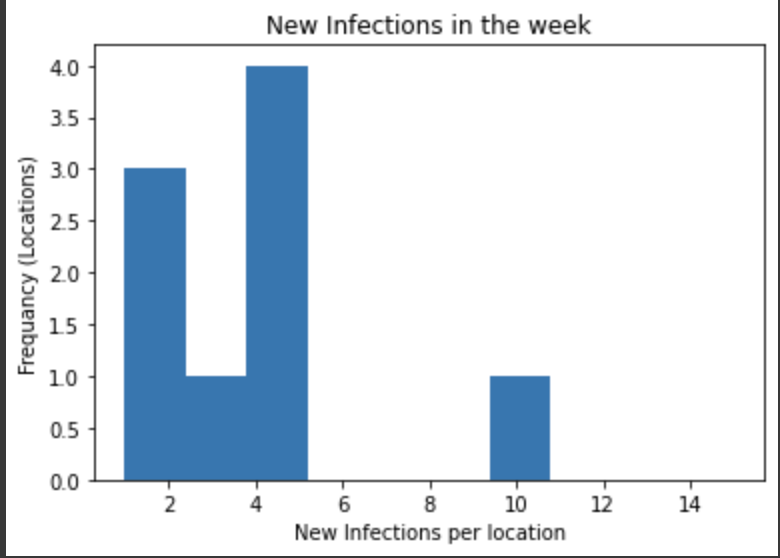 New Infections in the week
Frequancy (Locations)
4.0
3.5
3.0
2.5
2.0
1.5
1.0
0.5
0.0
2 4 6 8 10 12 14
New Infections per location